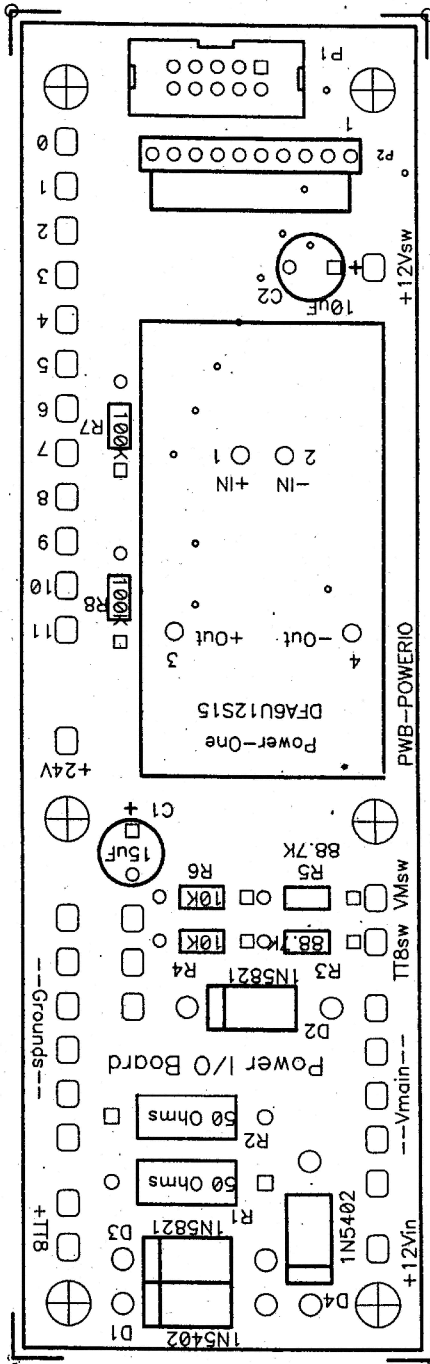 P1
1
P2
0
1
2
3
4
5
6
7
8
9
10
11
+12Vsw
+
C2
10uF
R7
100K
R8
100K
1
2
+IN
-IN
+Out
-Out
3
4
DFA6U12S15
Power-One
PWB-POWERIO
+24V
+
C1
15uF
88.7K
R6
R5
10K
VMsw
10K
88.7K
TT8sw
R4
R3
1N5821
D2
---Grounds---
Power I/O Board
---Vmain---
50 Ohms
R2
50 Ohms
R1
+TT8
D3
1N5821
1N5402
+12Vin
D1
1N5402
D4